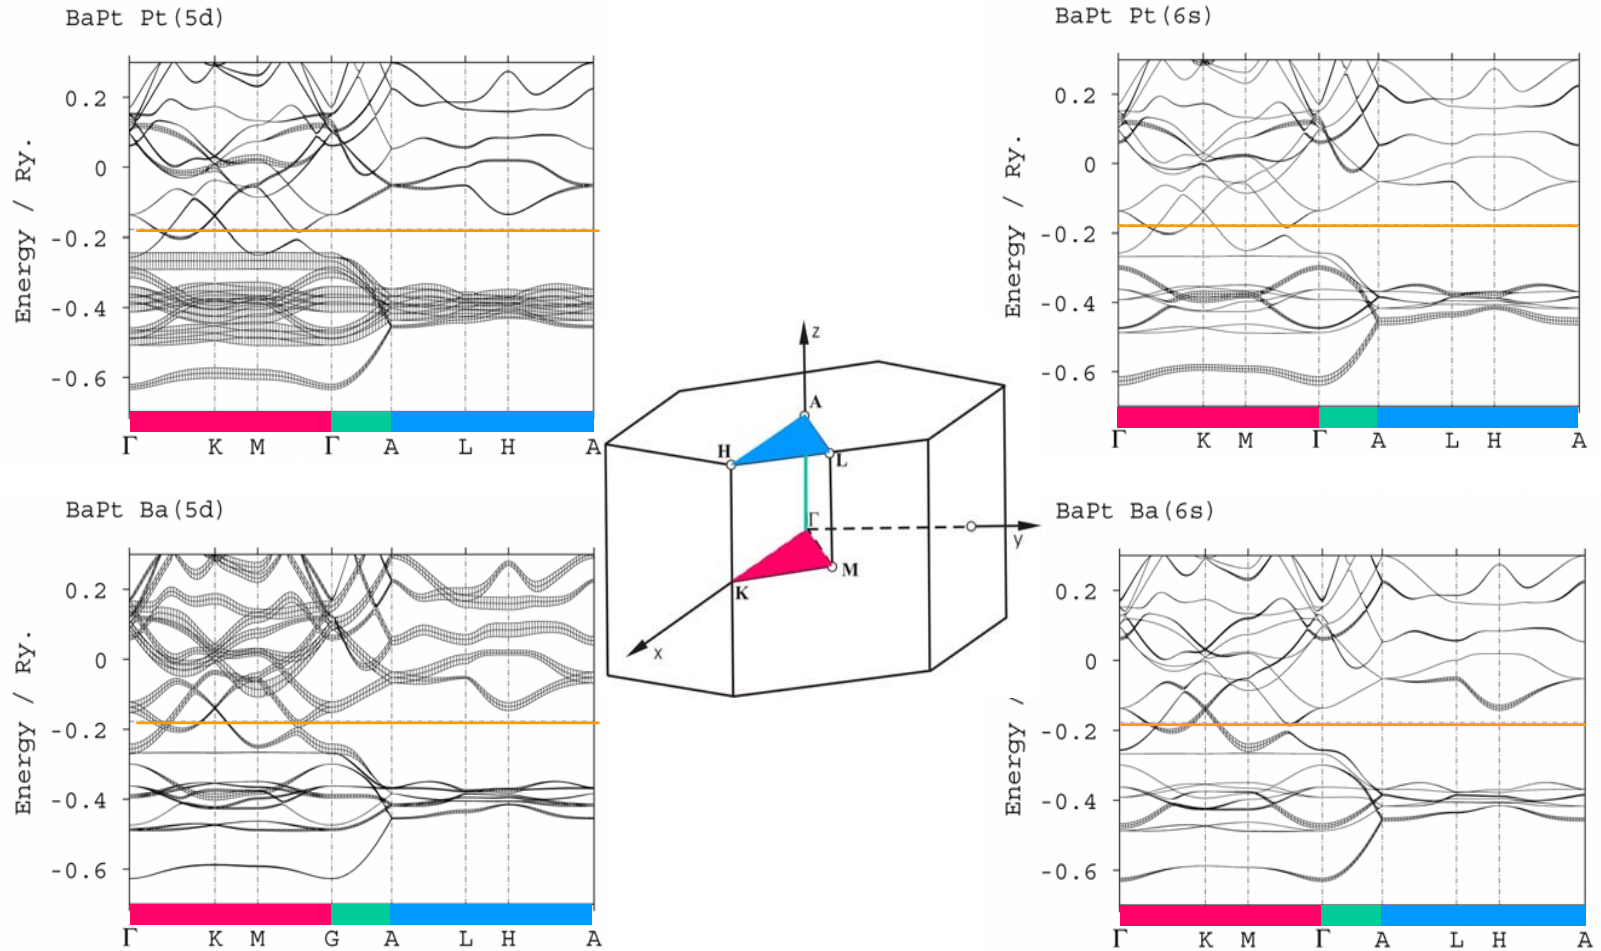 BaPt Pt(5d)
Energy / Ry.
0.2
0
-0.2
-0.4
-0.6
Γ K M Γ A L H A
BaPt Pt(6s)
Energy / Ry.
0.2
0
-0.2
-0.4
-0.6
Γ K M Γ A L H A
z
A
H
L
Γ
y
M
K
x
BaPt Ba(5d)
Energy / Ry.
0.2
0
-0.2
-0.4
-0.6
Γ K M G A L H A
BaPt Ba(6s)
Energy / Ry.
0.2
0
-0.2
-0.4
-0.6
Γ K M Γ A L H A